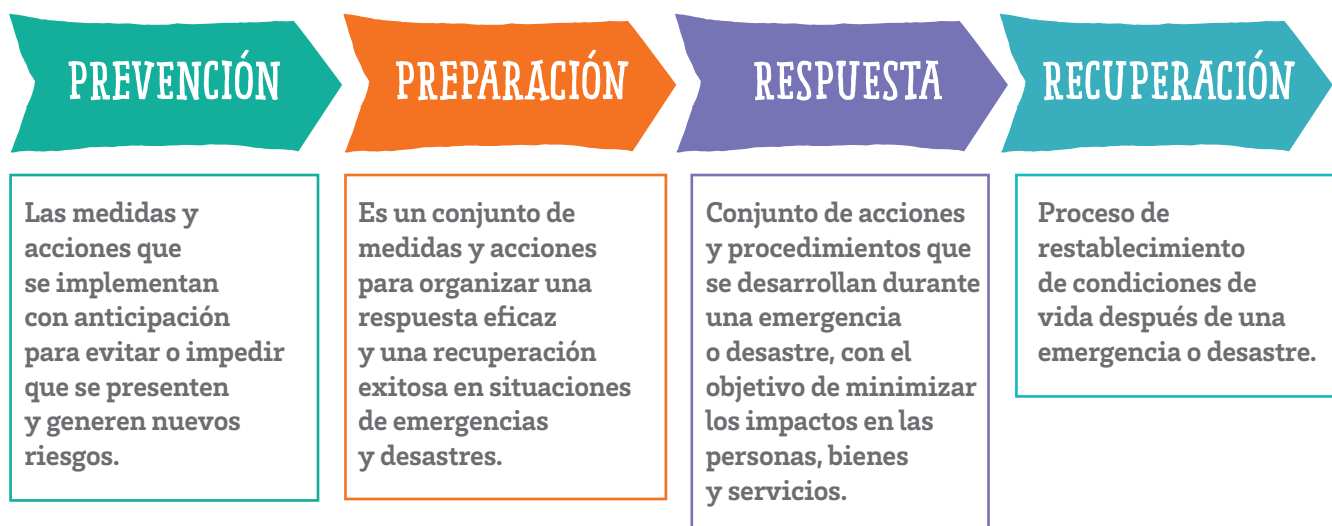 PREVENCIÓN
Las medidas y
acciones que
se implementan
con anticipación
para evitar o impedir
que se presenten
y generen nuevos
riesgos.
PREPARACIÓN
Es un conjunto de
medidas y acciones
para organizar una
respuesta eficaz
y una recuperación
exitosa en situaciones
de emergencias
y desastres.
RESPUESTA
Conjunto de acciones
y procedimientos que
se desarrollan durante
una emergencia
o desastre, con el
objetivo de minimizar
los impactos en las
personas, bienes
y servicios.
RECUPERACIÓN
Proceso de
restablecimiento
de condiciones de
vida después de una
emergencia o desastre.